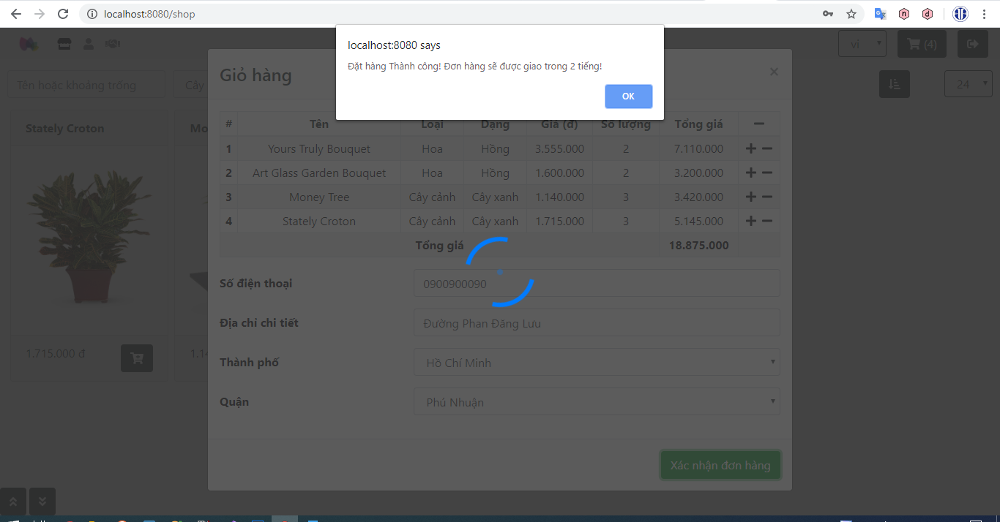 localhost:8080/shop
localhost:8080 says
Đặt hàng Thành công! Đơn hàng sẽ được giao trong 2 tiếng!
OK
vi
(4)
Giỏ hàng
×
Tên hoặc khoảng trống
Cây
24
# Tên Loại Dạng Giá (đ) Số lượng Tổng giá
1 Yours Truly Bouquet Hoa Hồng 3.555.000 2 7.110.000
2 Art Glass Garden Bouquet Hoa Hồng 1.600.000 2 3.200.000
3 Money Tree Cây cảnh Cây xanh 1.140.000 3 3.420.000
4 Stately Croton Cây cảnh Cây xanh 1.715.000 3 5.145.000
Tổng giá 18.875.000
Số điện thoại 0900900090
Địa chỉ chi tiết Đường Phan Đăng Lưu
Thành phố Hồ Chí Minh
Quận Phú Nhuận
Xác nhận đơn hàng
Stately Croton
Mo
1.715.000 đ
1.14